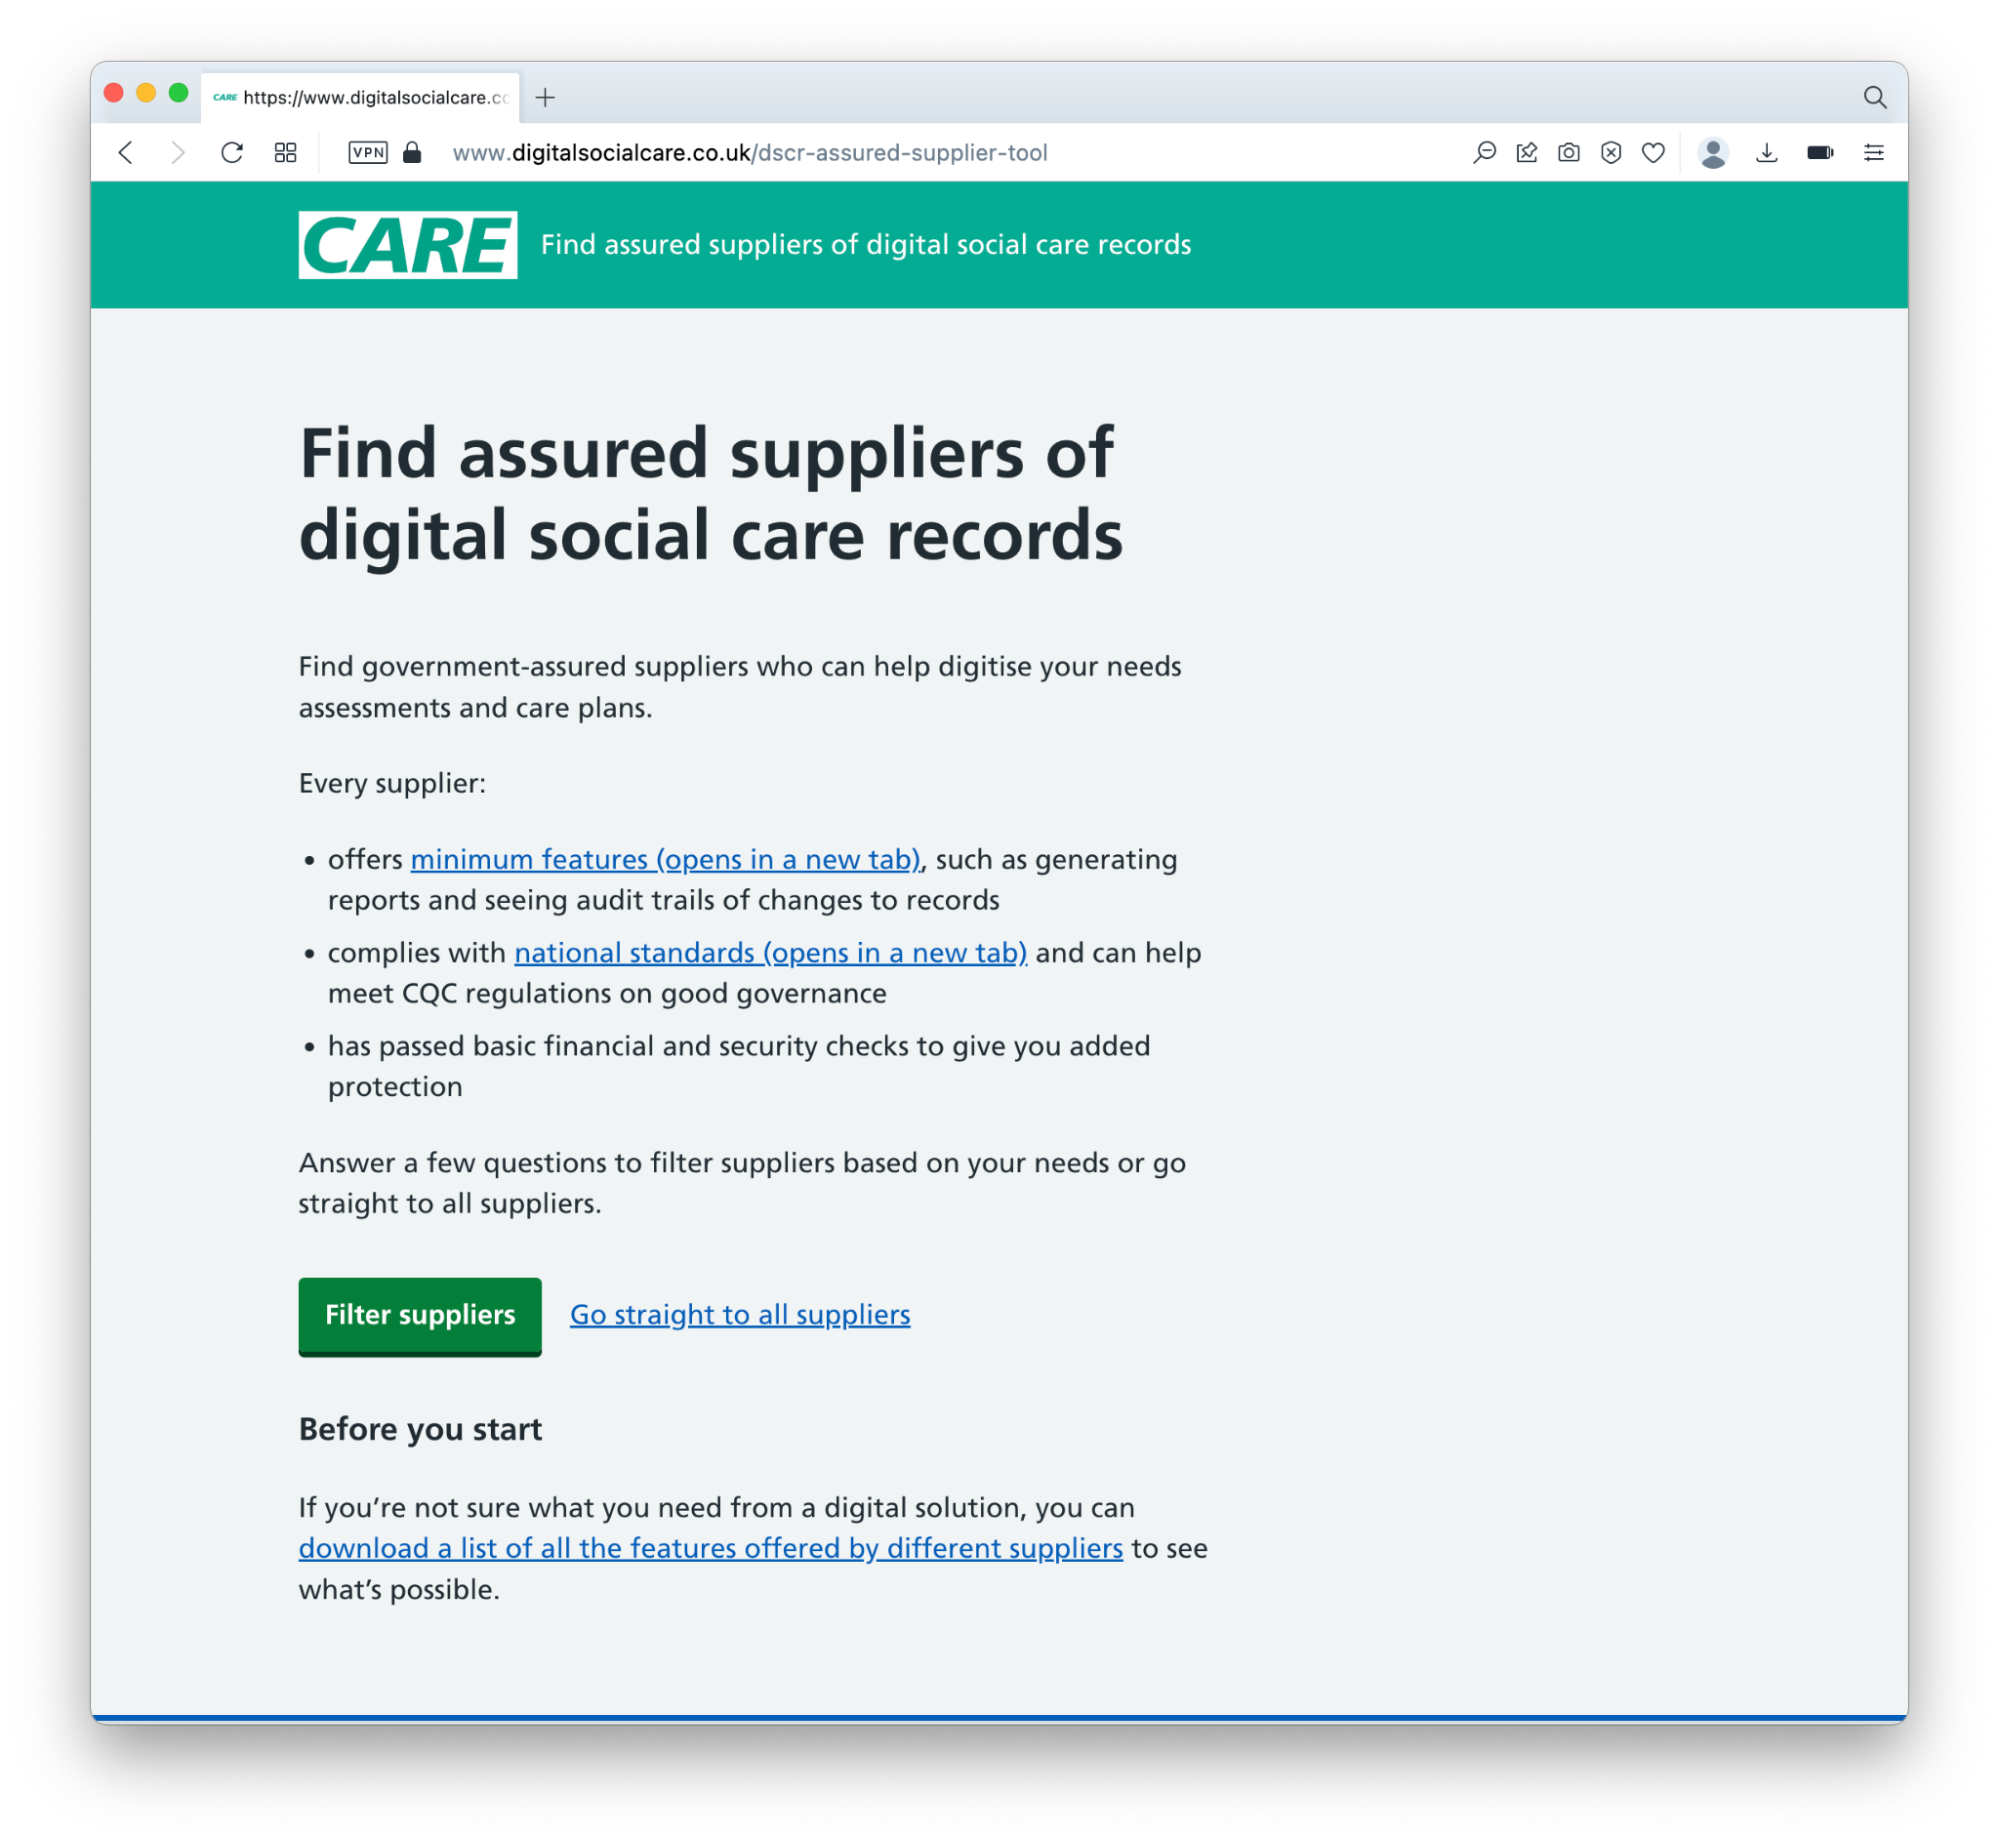 CARE https://www.digitalsocialcare.co
VPN www.digitalsocialcare.co.uk/dscr-assured-supplier-tool
CARE Find assured suppliers of digital social care records
Find assured suppliers of
digital social care records
Find government-assured suppliers who can help digitise your needs
assessments and care plans.
Every supplier:
• offers minimum features (opens in a new tab), such as generating
reports and seeing audit trails of changes to records
• complies with national standards (opens in a new tab) and can help
meet CQC regulations on good governance
• has passed basic financial and security checks to give you added
protection
Answer a few questions to filter suppliers based on your needs or go
straight to all suppliers.
Filter suppliers Go straight to all suppliers
Before you start
If you’re not sure what you need from a digital solution, you can
download a list of all the features offered by different suppliers to see
what’s possible.